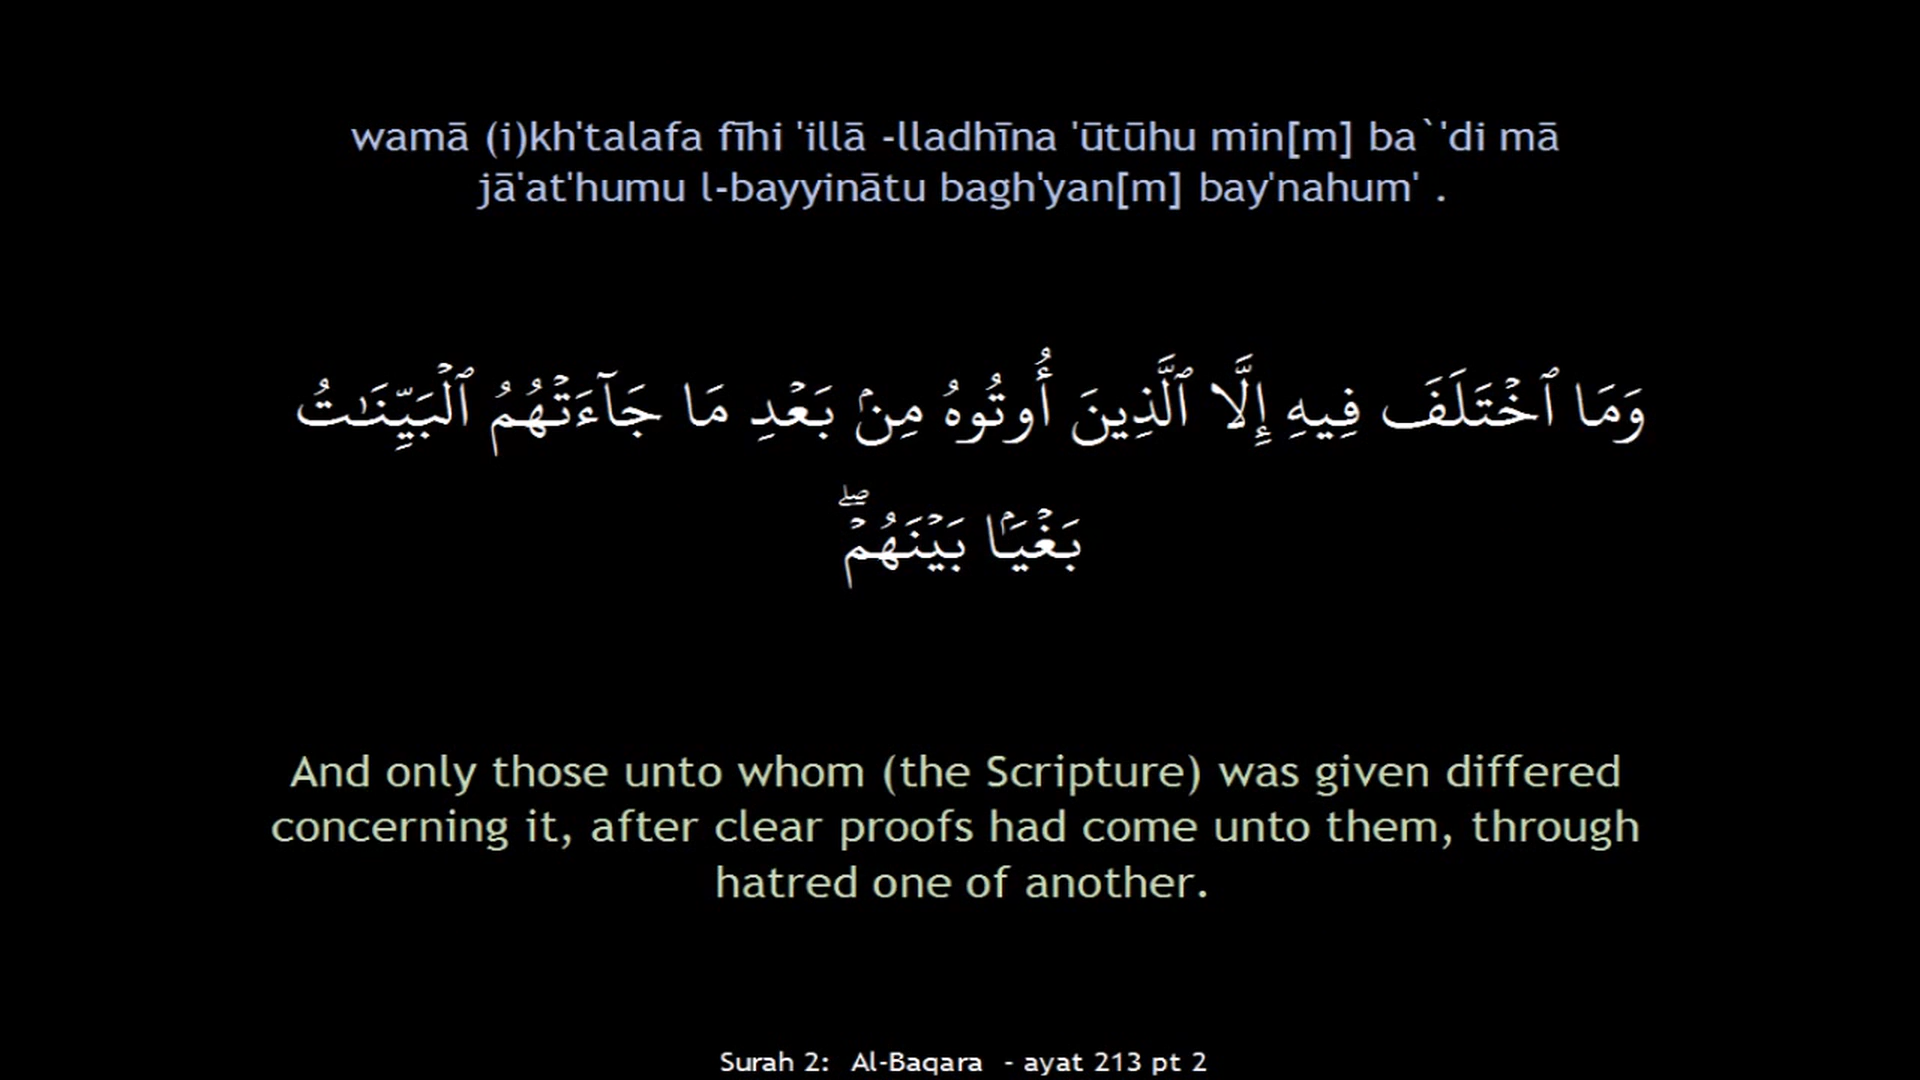 wamā (i)kh'talafa fīhi 'illā -lladhīna 'ūtūhu min[m] ba`'di mā
jā'at'humu l-bayyinātu bagh'yan[m] bay'nahum' .
وَمَا ٱخْتَلَفَ فِيهِ إِلَّا ٱلَّذِينَ أُوتُوهُ مِنۢ بَعْدِ مَا جَآءَتْهُمُ ٱلْبَيِّنَـٰتُ
بَغْيَۢا بَيْنَهُمْ ۖ
And only those unto whom (the Scripture) was given differed
concerning it, after clear proofs had come unto them, through
hatred one of another.
Surah 2: Al-Baqara - ayat 213 pt 2